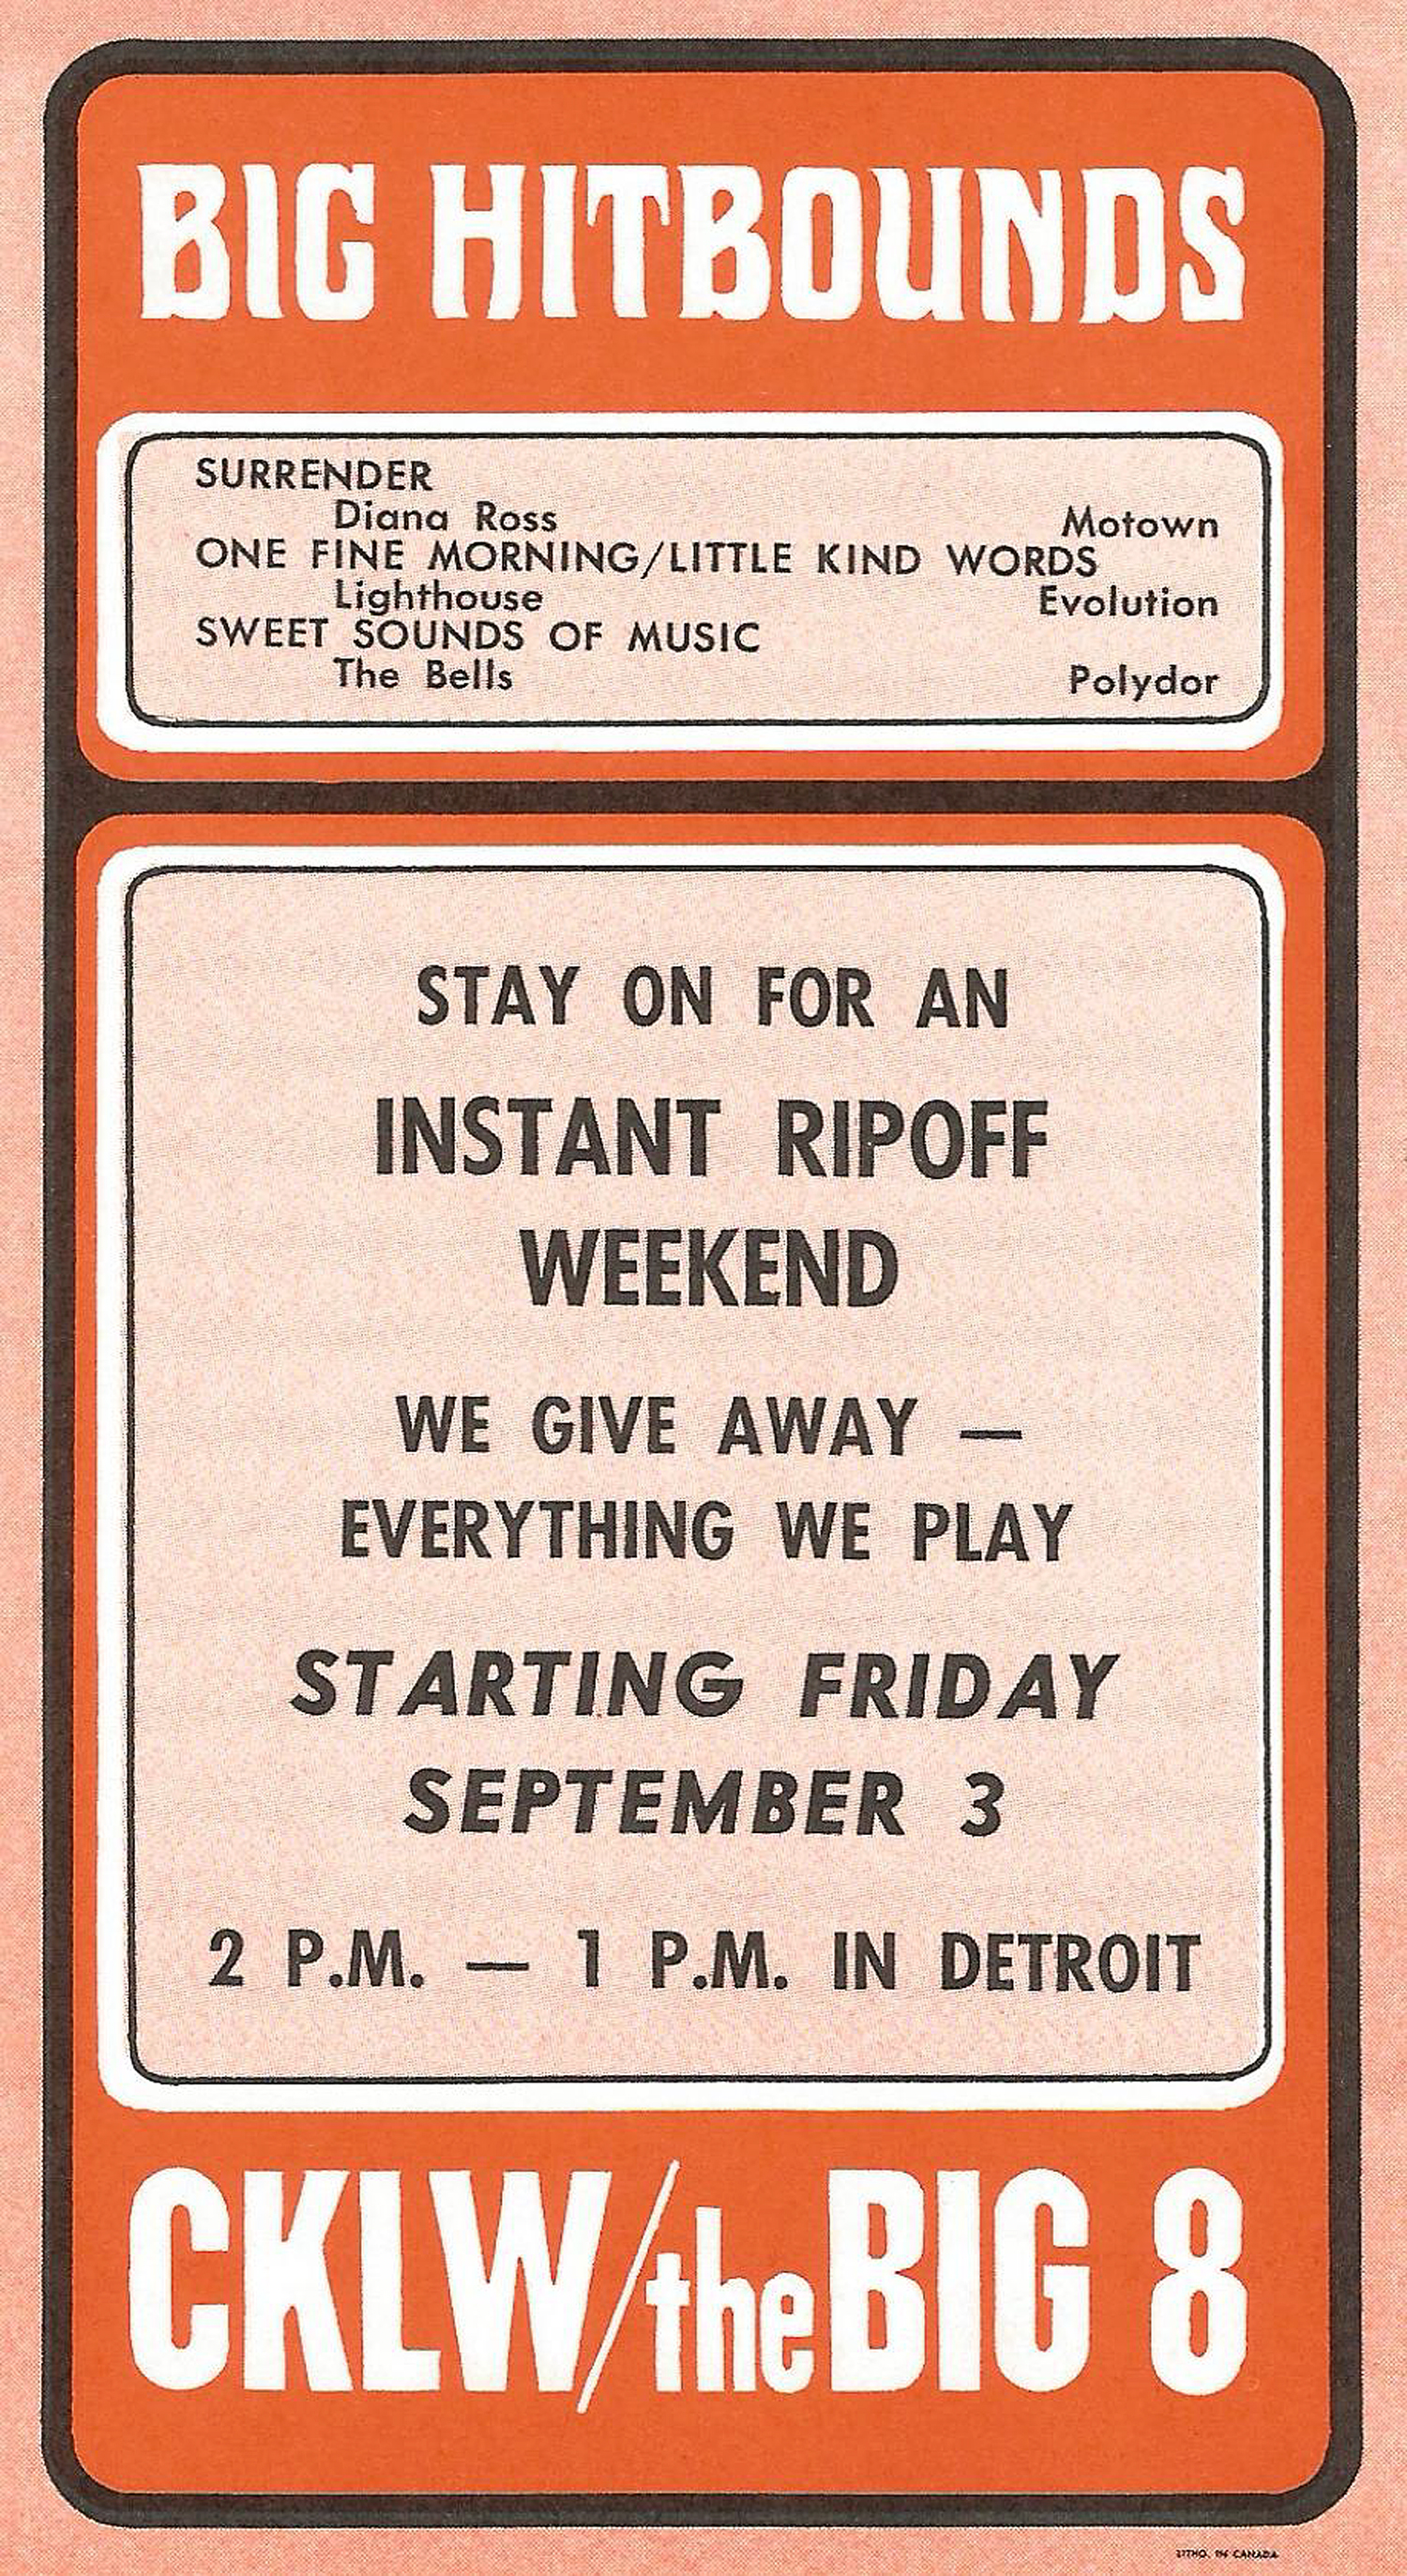 BIG HITBOUNDS
SURRENDER
Diana Ross Motown
ONE FINE MORNING/LITTLE KIND WORDS
Lighthouse Evolution
SWEET SOUNDS OF MUSIC
The Bells Polydor
STAY ON FOR AN
INSTANT RIPOFF
WEEKEND
WE GIVE AWAY —
EVERYTHING WE PLAY
STARTING FRIDAY
SEPTEMBER 3
2 P.M. — 1 P.M. IN DETROIT
CKLW/the BIG 8
LITHO. IN CANADA